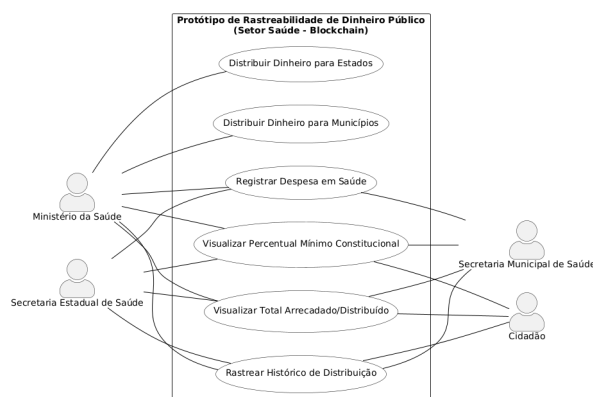 Protótipo de Rastreabilidade de Dinheiro Público
(Setor Saúde - Blockchain)
Distribuir Dinheiro para Estados
Distribuir Dinheiro para Municípios
Registrar Despesa em Saúde
Ministério da Saúde
Visualizar Percentual Mínimo Constitucional
Secretaria Municipal de Saúde
Secretaria Estadual de Saúde
Visualizar Total Arrecadado/Distribuído
Cidadão
Rastrear Histórico de Distribuição